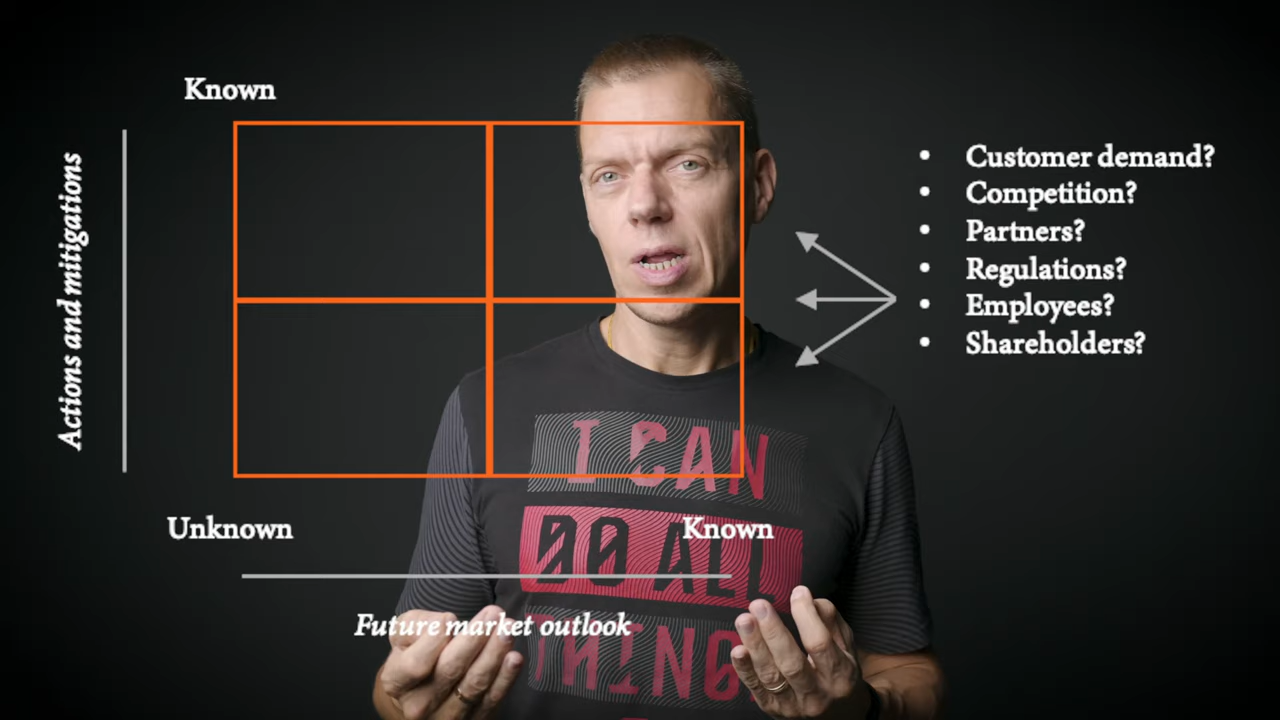 Known
Actions and mitigations
Customer demand?
Competition?
Partners?
Regulations?
Employees?
Shareholders?
I CAN
DO ALL
THING
Unknown
Known
Future market outlook